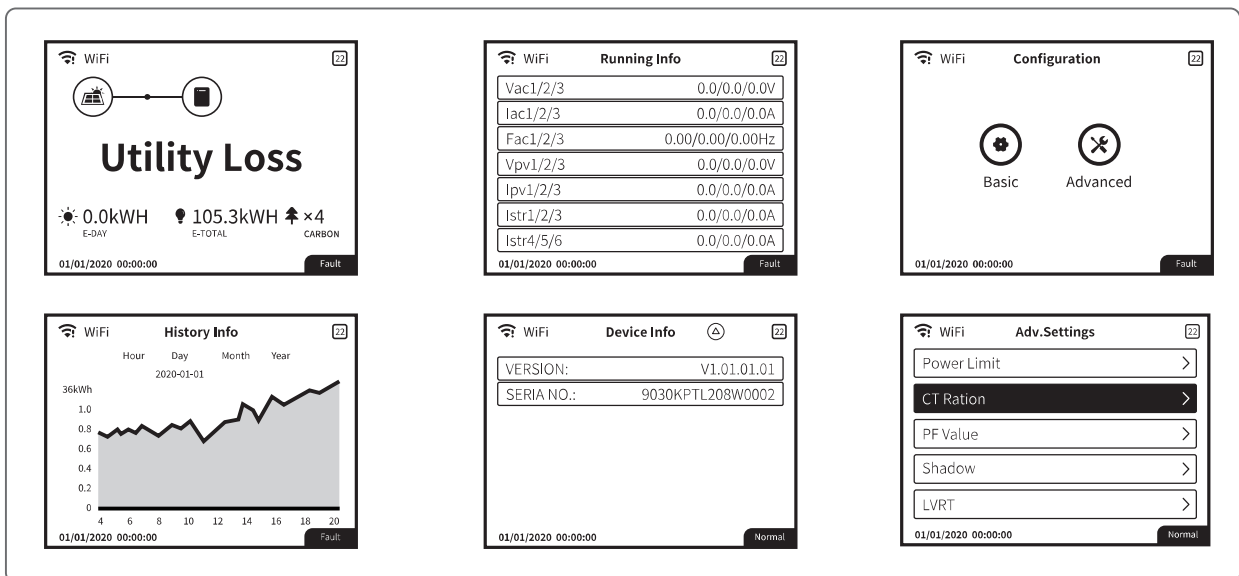 WiFi 22
Utility Loss
0.0kWH 105.3kWH ×4
E-DAY E-TOTAL CARBON
01/01/2020 00:00:00 Fault
WiFi Running Info 22
Vac1/2/3 0.0/0.0/0.0V
Iac1/2/3 0.0/0.0/0.0A
Fac1/2/3 0.00/0.00/0.00Hz
Vpv1/2/3 0.0/0.0/0.0V
Ipv1/2/3 0.0/0.0/0.0A
Istr1/2/3 0.0/0.0/0.0A
Istr4/5/6 0.0/0.0/0.0A
01/01/2020 00:00:00 Fault
WiFi Configuration 22
Basic Advanced
01/01/2020 00:00:00 Fault
WiFi History Info 22
Hour Day Month Year
2020-01-01
36kWh
1.0
0.8
0.6
0.4
0.2
0
4 6 8 10 12 14 16 18 20
01/01/2020 00:00:00 Fault
WiFi Device Info 22
VERSION: V1.01.01.01
SERIA NO.: 9030KPTL208W0002
01/01/2020 00:00:00 Normal
WiFi Adv.Settings 22
Power Limit
CT Ration
PF Value
Shadow
LVRT
01/01/2020 00:00:00 Normal